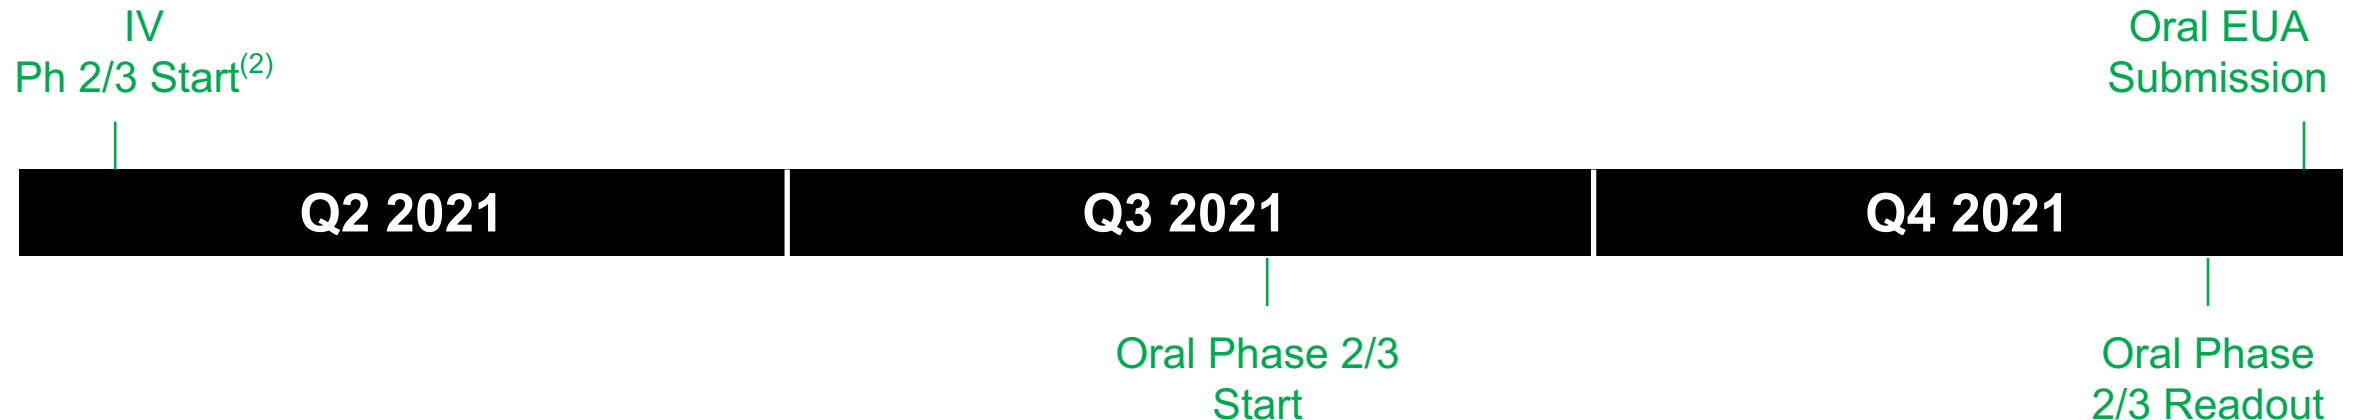 IV
Ph 2/3 Start(2)
Oral EUA
Submission
Q2 2021
Q3 2021
Q4 2021
Oral Phase 2/3
Start
Oral Phase
2/3 Readout